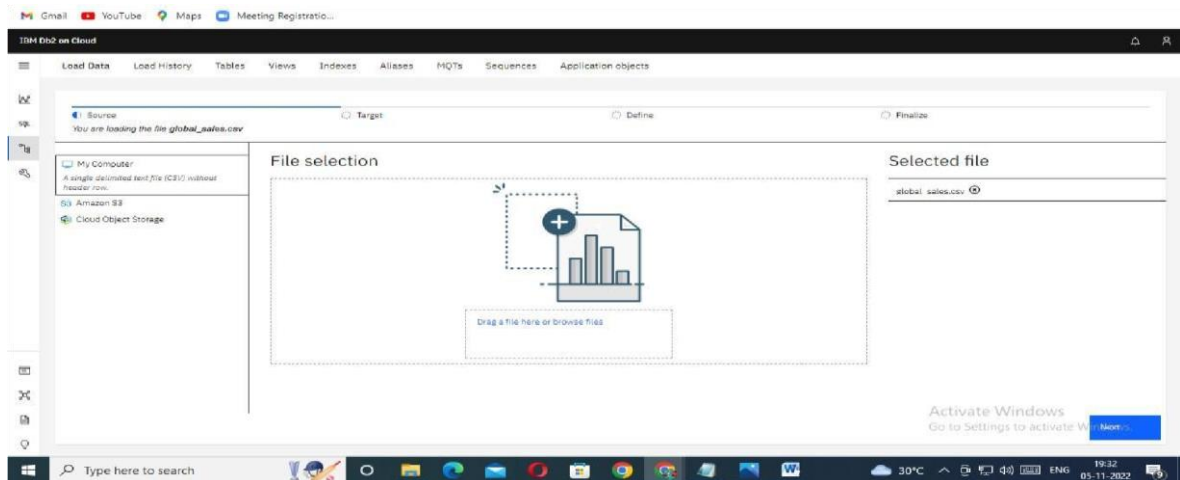 Gmail YouTube Maps Meeting Registratio...
IBM Db2 on Cloud
Load Data Load History Tables Views Indexes Aliases MQTs Sequences Application objects
Source Target Define Finalize
You are loading the file global_sales.csv
SQL
My Computer
A single delimited text file (CSV) without
header row.
Amazon S3
Cloud Object Storage
File selection
Drag a file here or browse files
Selected file
global_sales.csv
Activate Windows
Go to Settings to activate Windows.
Next
Type here to search
W
30°C ENG 19:32
05-11-2022